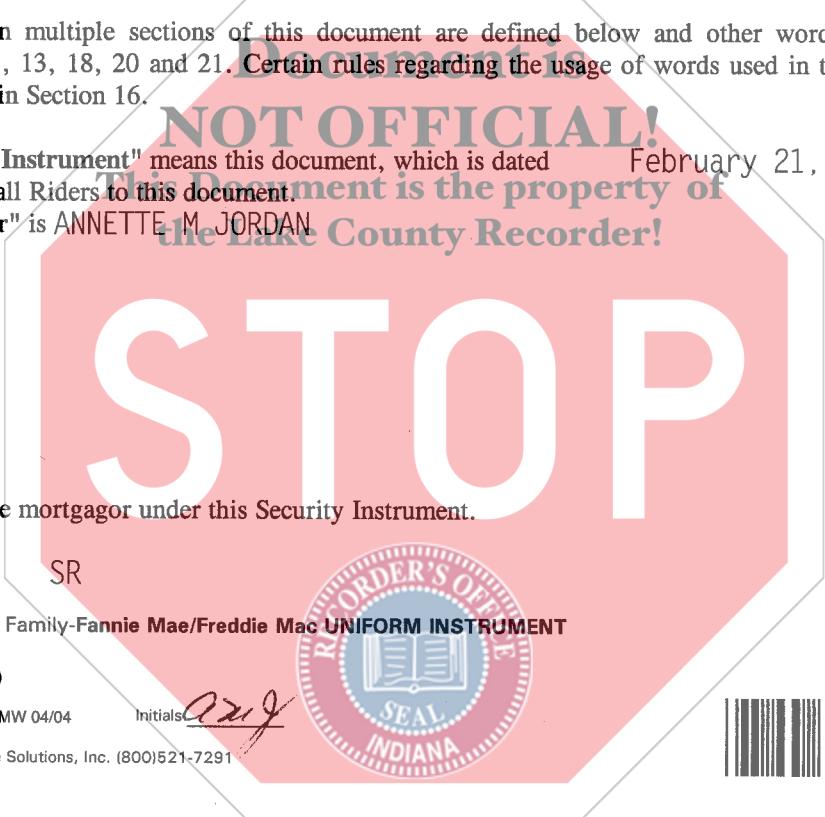 n multiple sections of this document are defined below and other word
, 13, 18, 20 and 21. Certain rules regarding the usage of words used in t
in Section 16.
Document is
NOT OFFICIAL!
This Document is the property of
the Lake County Recorder!
Instrument" means this document, which is dated February 21,
all Riders to this document.
r" is ANNETTE M JORDAN
STOP
e mortgagor under this Security Instrument.
SR
Family-Fannie Mae/Freddie Mac UNIFORM INSTRUMENT
)
MW 04/04 Initials amj
Solutions, Inc. (800)521-7291
RECORDER'S OFFICE
SEAL
INDIANA